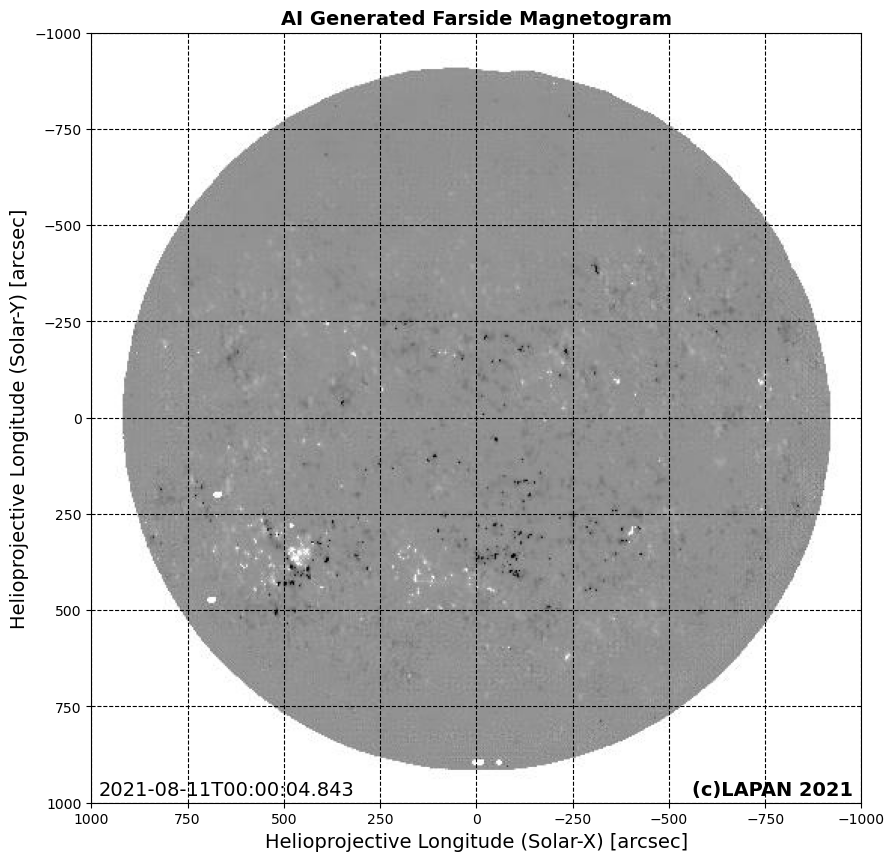 AI Generated Farside Magnetogram
−1000
−750
−500
−250
0
250
500
750
1000
Helioprojective Longitude (Solar-Y) [arcsec]
2021-08-11T00:00:04.843
(c)LAPAN 2021
1000 750 500 250 0 −250 −500 −750 −1000
Helioprojective Longitude (Solar-X) [arcsec]